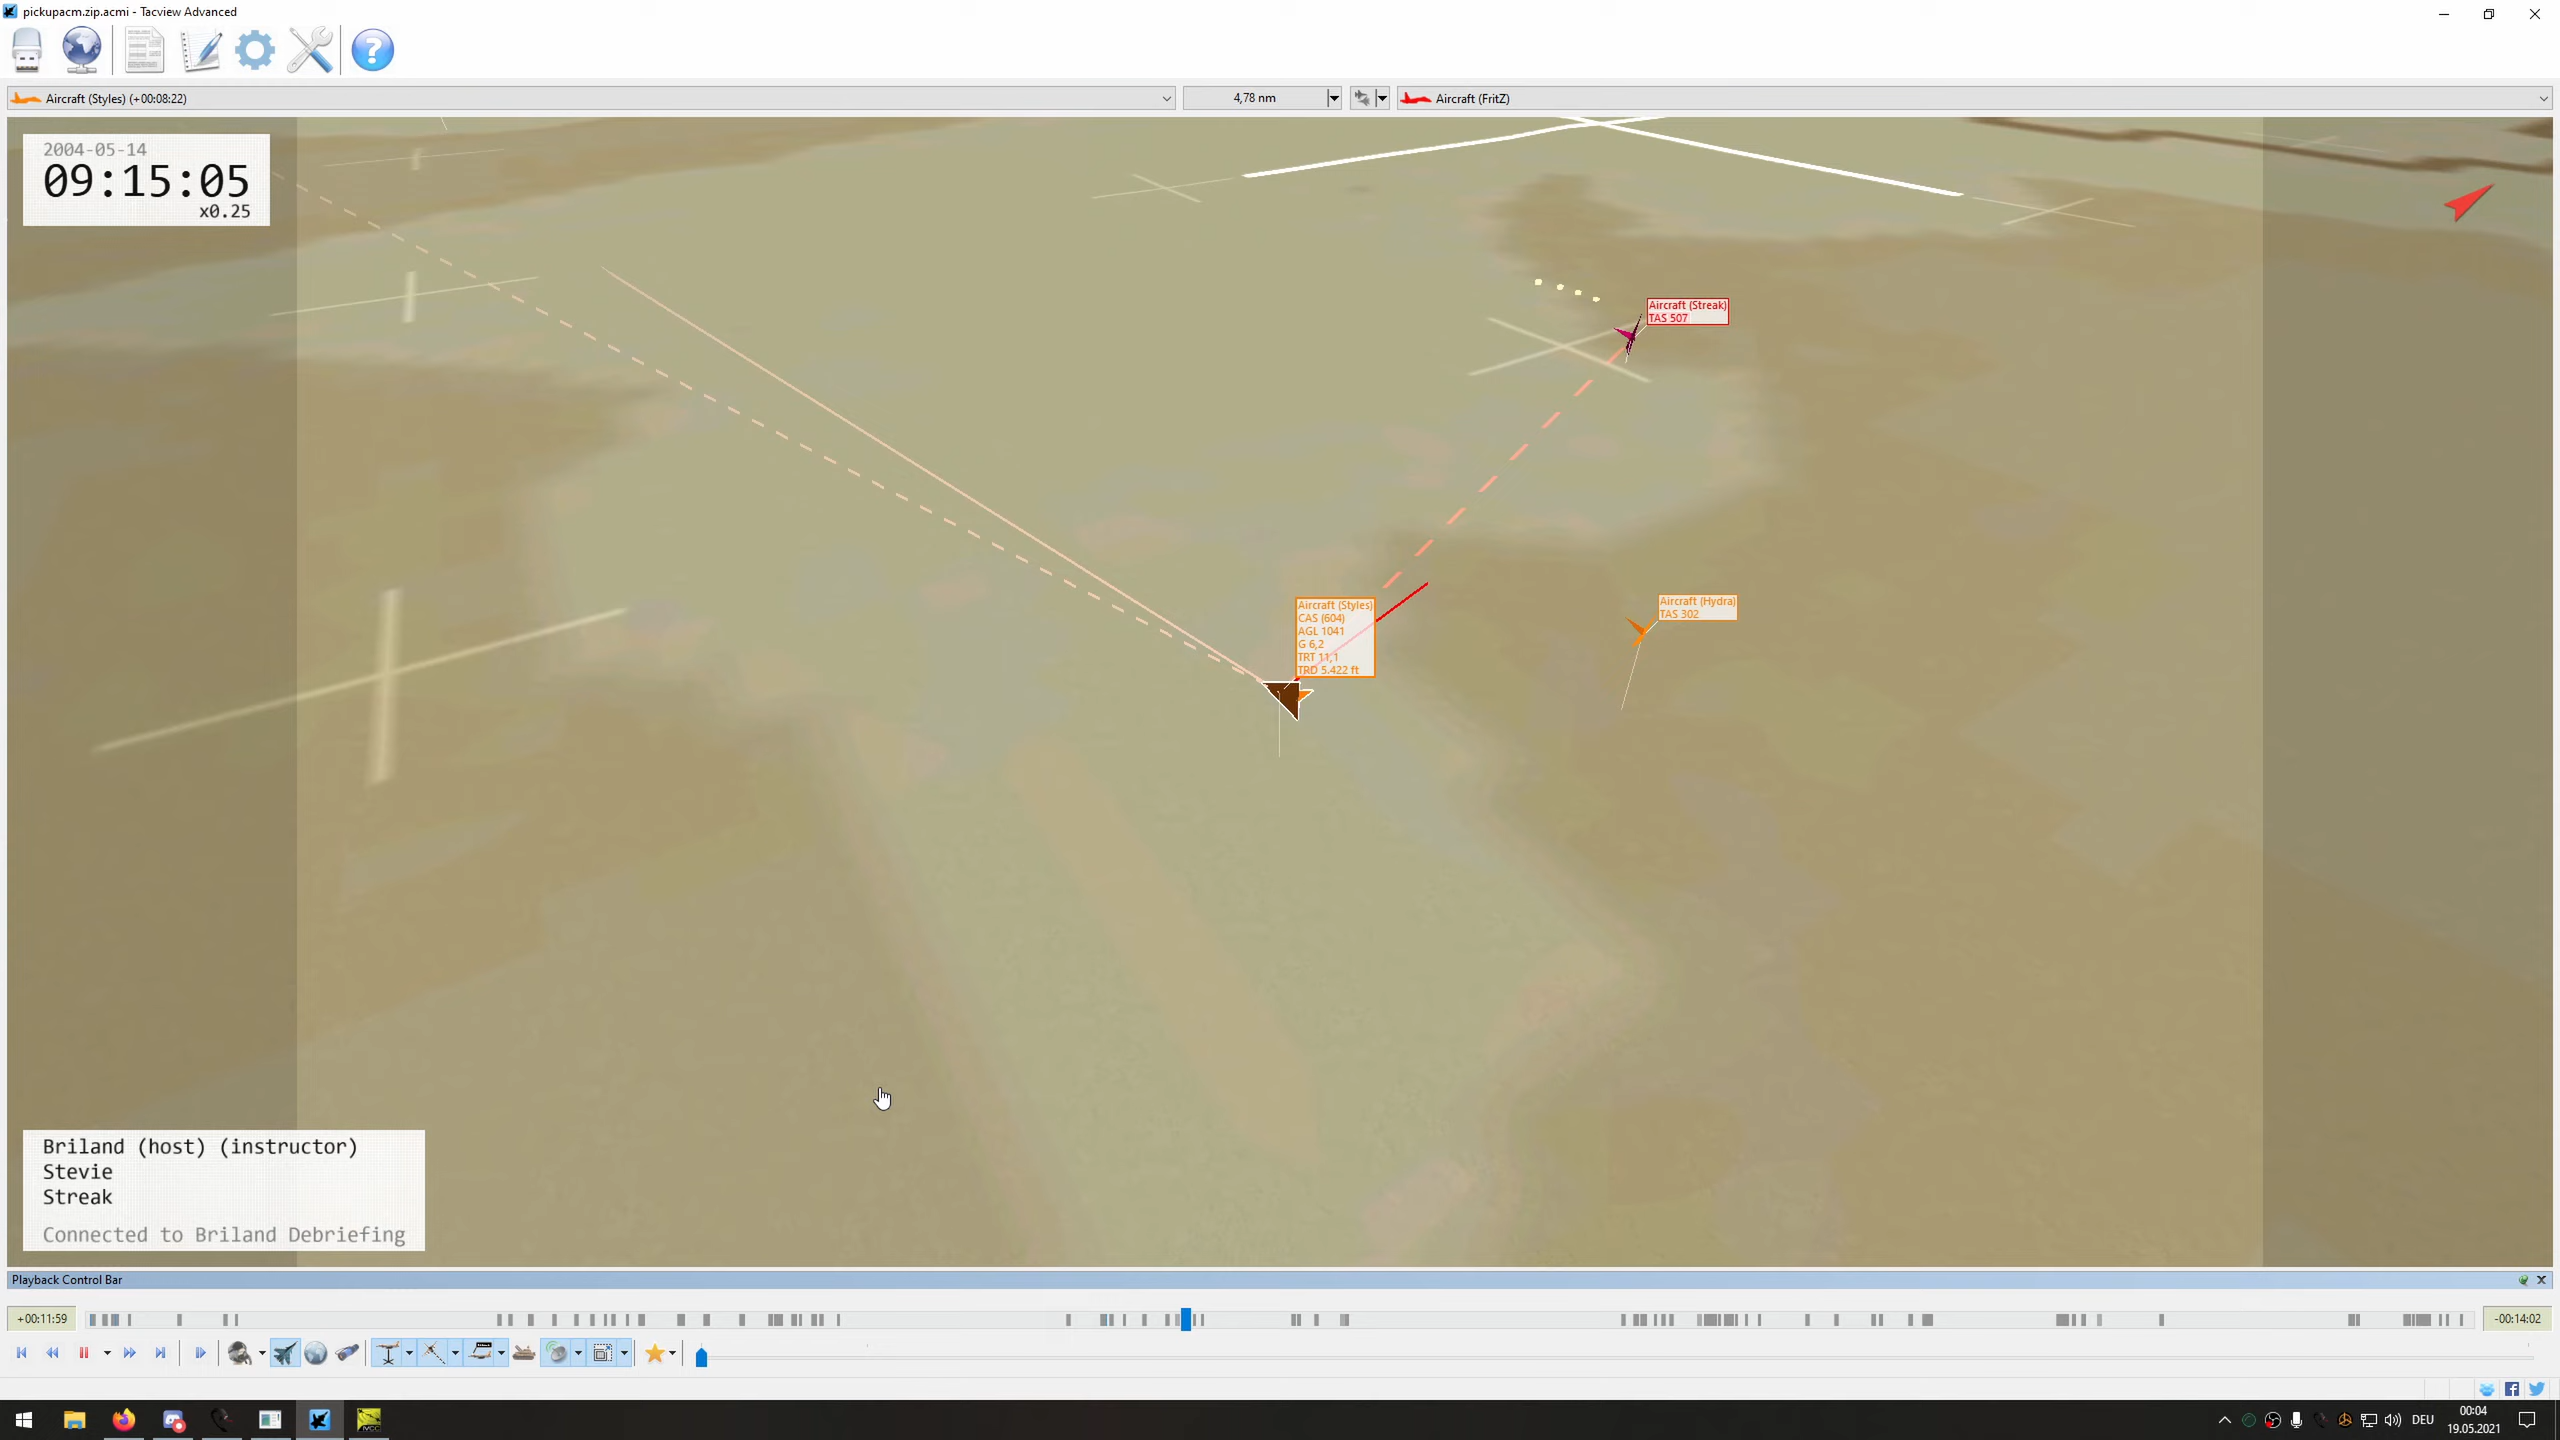 pickupacm.zip.acmi - Tacview Advanced
Aircraft (Styles) (+00:08:22)
4,78 nm
Aircraft (FritZ)
2004-05-14
09:15:05
x0.25
Aircraft (Streak)
TAS 507
Aircraft (Styles)
CAS (604)
AGL 1041
G 6,2
TRT 11,1
TRD 5.422 ft
Aircraft (Hydra)
TAS 302
Briland (host) (instructor)
Stevie
Streak
Connected to Briland Debriefing
Playback Control Bar
+00:11:59
-00:14:02
IVCC
DEU
00:04
19.05.2021